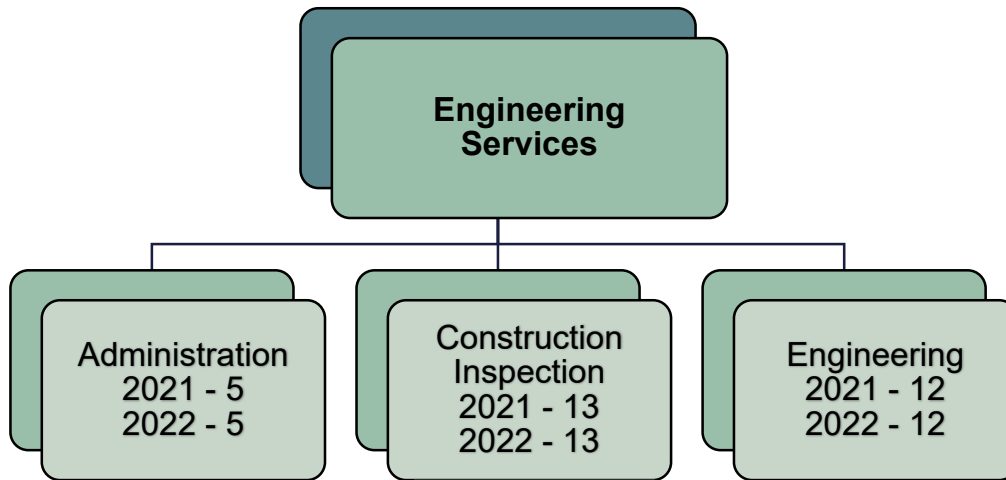 Engineering
Services
Administration
2021 - 5
2022 - 5
Construction
Inspection
2021 - 13
2022 - 13
Engineering
2021 - 12
2022 - 12